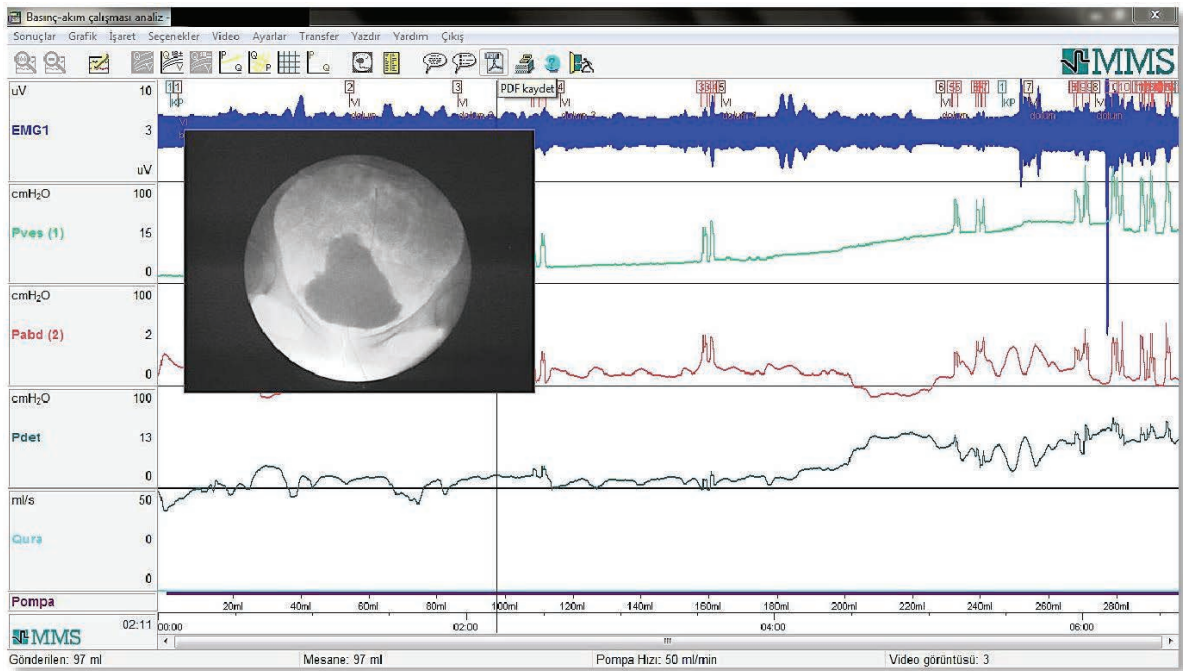 Basınç-akım çalışması analiz -
Sonuçlar Grafik İşaret Seçenekler Video Ayarlar Transfer Yazdır Yardım Çıkış
PDF kaydet
MMS
uV 10
EMG1 3
uV
cmH₂O 100
Pves (1) 15
0
cmH₂O 100
Pabd (2) 2
0
cmH₂O 100
Pdet 13
0
ml/s 50
Qura 0
0
Pompa
20ml 40ml 60ml 80ml 100ml 120ml 140ml 160ml 180ml 200ml 220ml 240ml 260ml 280ml
02:11 00:00 02:00 04:00 06:00
MMS
Gönderilen: 97 ml Mesane: 97 ml Pompa Hızı: 50 ml/min Video görüntüsü: 3